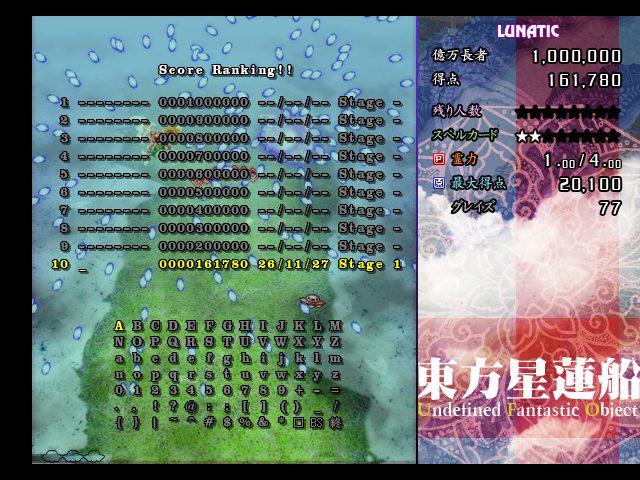 LUNATIC
億万長者 1,000,000
得点 161,780
残り人数
スペルカード
P 霊力 1.00/4.00
最大得点 20,100
グレイズ 77
Score Ranking!!
1 -------- 0001000000 --/--/-- Stage -
2 -------- 0000900000 --/--/-- Stage -
3 -------- 0000800000 --/--/-- Stage -
4 -------- 0000700000 --/--/-- Stage -
5 -------- 0000600000 --/--/-- Stage -
6 -------- 0000500000 --/--/-- Stage -
7 -------- 0000400000 --/--/-- Stage -
8 -------- 0000300000 --/--/-- Stage -
9 -------- 0000200000 --/--/-- Stage -
10 _ 0000161780 26/11/27 Stage 1
A B C D E F G H I J K L M
N O P Q R S T U V W X Y Z
a b c d e f g h i j k l m
n o p q r s t u v w x y z
0 1 2 3 4 5 6 7 8 9 + - =
. , ! ? @ : ; [ ] ( ) _ /
{ } | ~ ^ # $ % & * □ BS 終
東方星蓮船
Undefined Fantastic Object